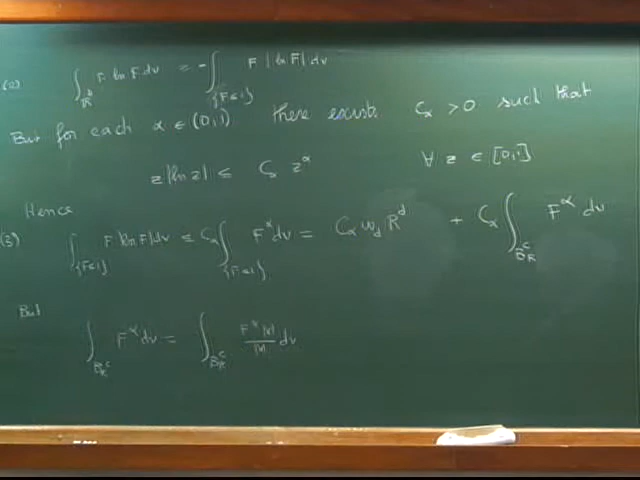 (2) ∫_{ℝ^d} F ln F dv = -∫_{{F≤1}} F |ln F| dv
But for each α ∈ (0,1) there exists C_α > 0 such that
z|ln z| ≤ C_α z^α ∀ z ∈ [0,1]
Hence
(3) ∫_{{F≤1}} F |ln F| dv ≤ C_α ∫_{{F≤1}} F^α dv = C_α ω_d R^d + C_α ∫_{B_R^c} F^α dv
But
∫_{B_R^c} F^α dv = ∫_{B_R^c} F^α |v| / |v| dv